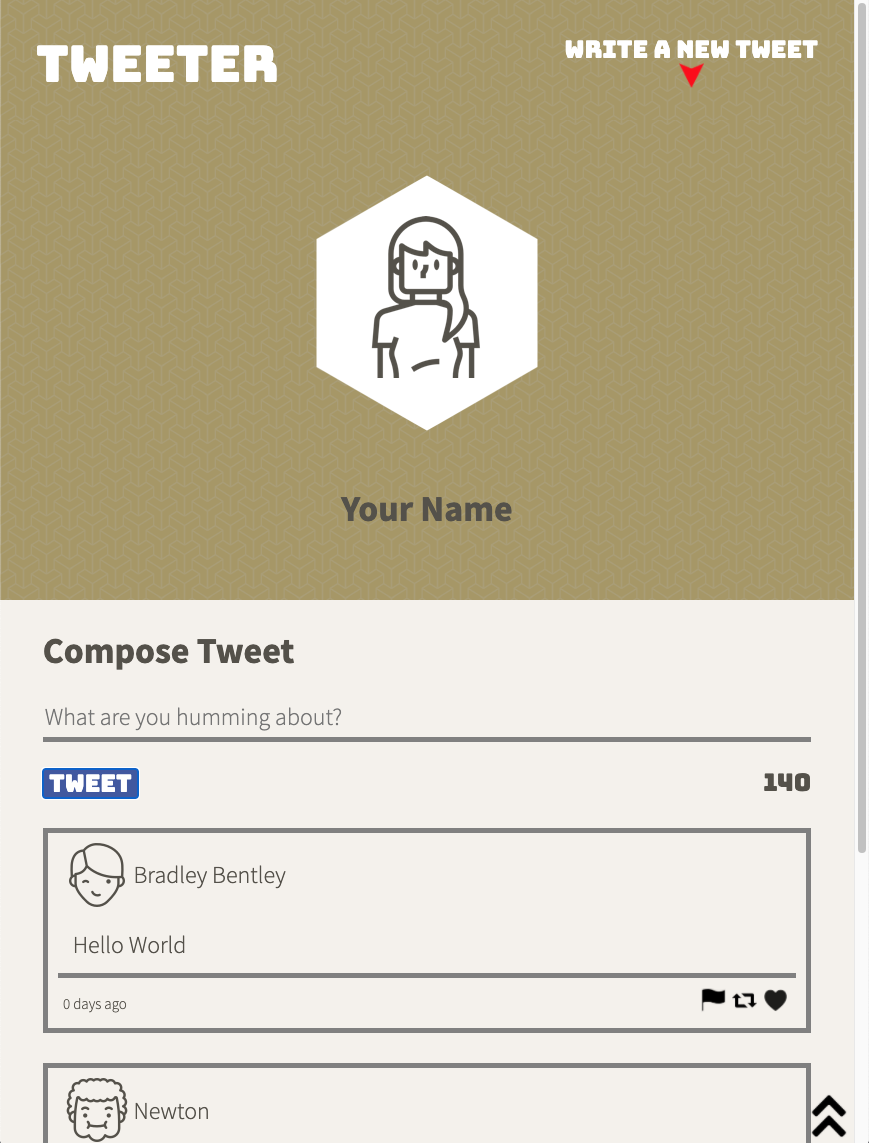 TWEETER
WRITE A NEW TWEET
Your Name
Compose Tweet
What are you humming about?
TWEET
140
Bradley Bentley
Hello World
0 days ago
Newton